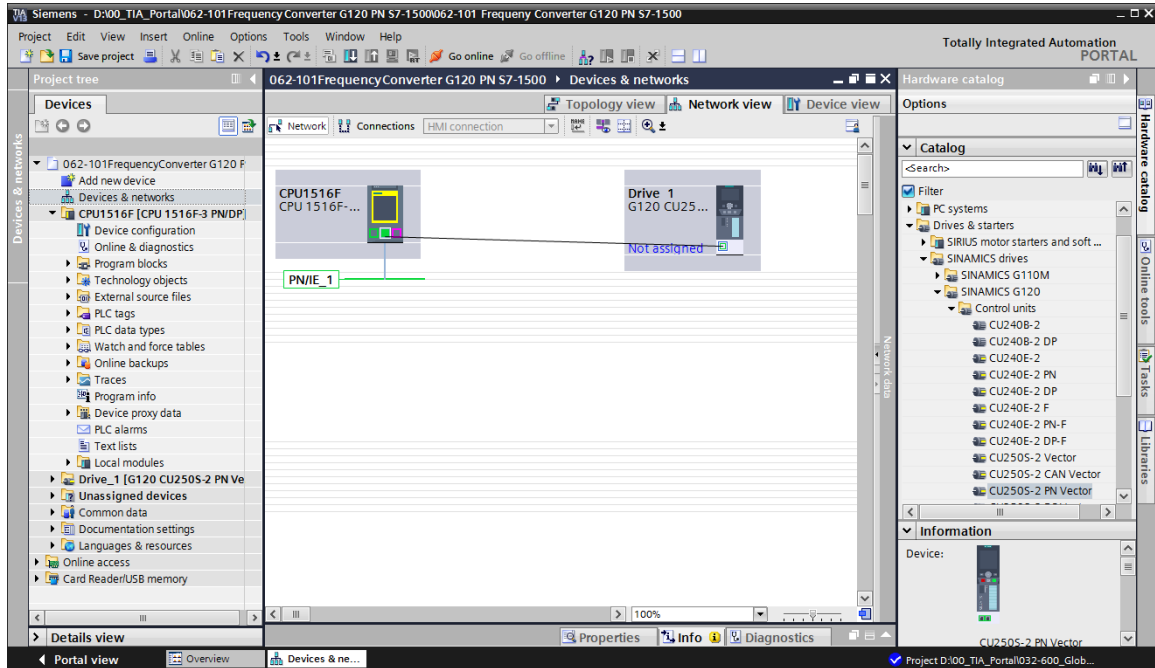 Siemens - D:\00_TIA_Portal\062-101Frequency Converter G120 PN S7-1500\062-101 Frequeny Converter G120 PN S7-1500
Project Edit View Insert Online Options Tools Window Help
Totally Integrated Automation
PORTAL
Save project Go online Go offline
Project tree
062-101FrequencyConverter G120 PN S7-1500 Devices & networks
Hardware catalog
Devices
Topology view Network view Device view
Options
Network Connections HMI connection
Catalog
<Search>
Filter
062-101FrequencyConverter G120 P
Add new device
Devices & networks
CPU1516F [CPU 1516F-3 PN/DP]
Device configuration
Online & diagnostics
Program blocks
Technology objects
External source files
PLC tags
PLC data types
Watch and force tables
Online backups
Traces
Program info
Device proxy data
PLC alarms
Text lists
Local modules
Drive_1 [G120 CU250S-2 PN Ve
Unassigned devices
Common data
Documentation settings
Languages & resources
Online access
Card Reader/USB memory
Details view
CPU1516F
CPU 1516F-...
Drive 1
G120 CU25...
Not assigned
PN/IE_1
100%
Properties Info Diagnostics
Network data
PC systems
Drives & starters
SIRIUS motor starters and soft ...
SINAMICS drives
SINAMICS G110M
SINAMICS G120
Control units
CU240B-2
CU240B-2 DP
CU240E-2
CU240E-2 PN
CU240E-2 DP
CU240E-2 F
CU240E-2 PN-F
CU240E-2 DP-F
CU250S-2 Vector
CU250S-2 CAN Vector
CU250S-2 PN Vector
Information
Device:
CU250S-2 PN Vector
Hardware catalog
Online tools
Tasks
Libraries
Devices & networks
Portal view Overview Devices & ne...
Project D:\00_TIA_Portal\032-600_Glob...